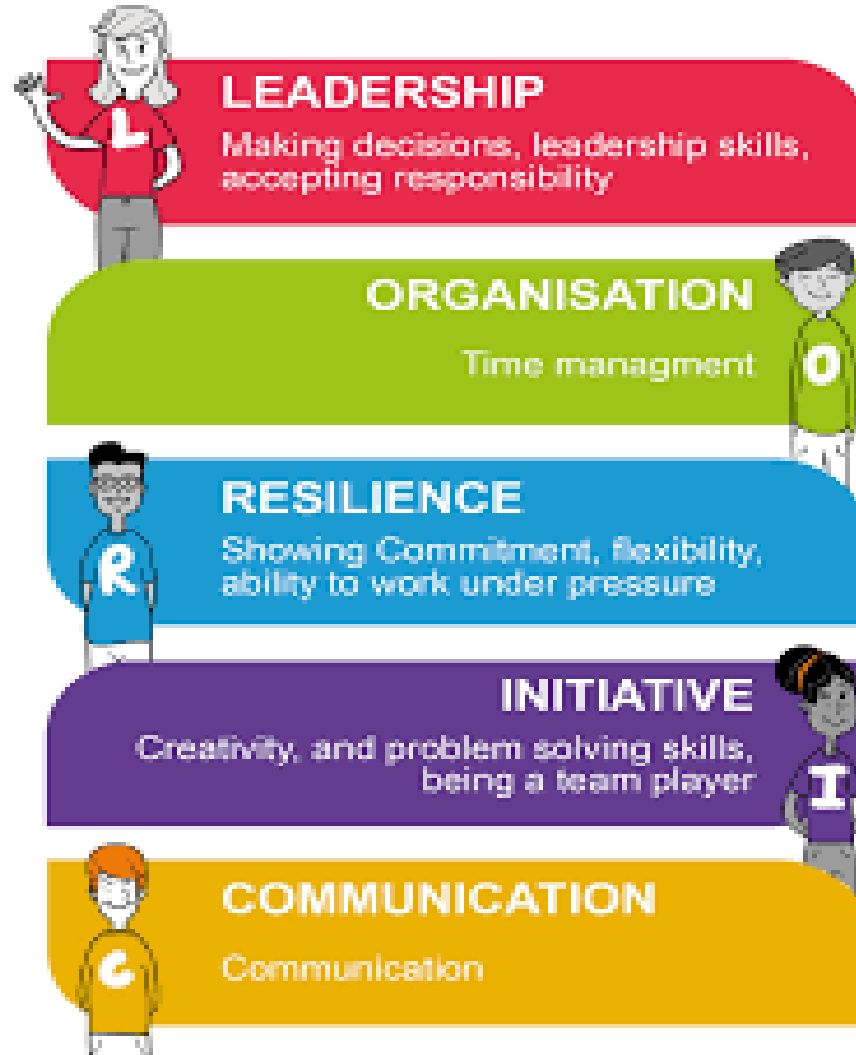 L
LEADERSHIP
Making decisions, leadership skills,
accepting responsibility
ORGANISATION
Time managment
O
R
RESILIENCE
Showing Commitment, flexibility,
ability to work under pressure
INITIATIVE
Creativity, and problem solving skills,
being a team player
I
C
COMMUNICATION
Communication